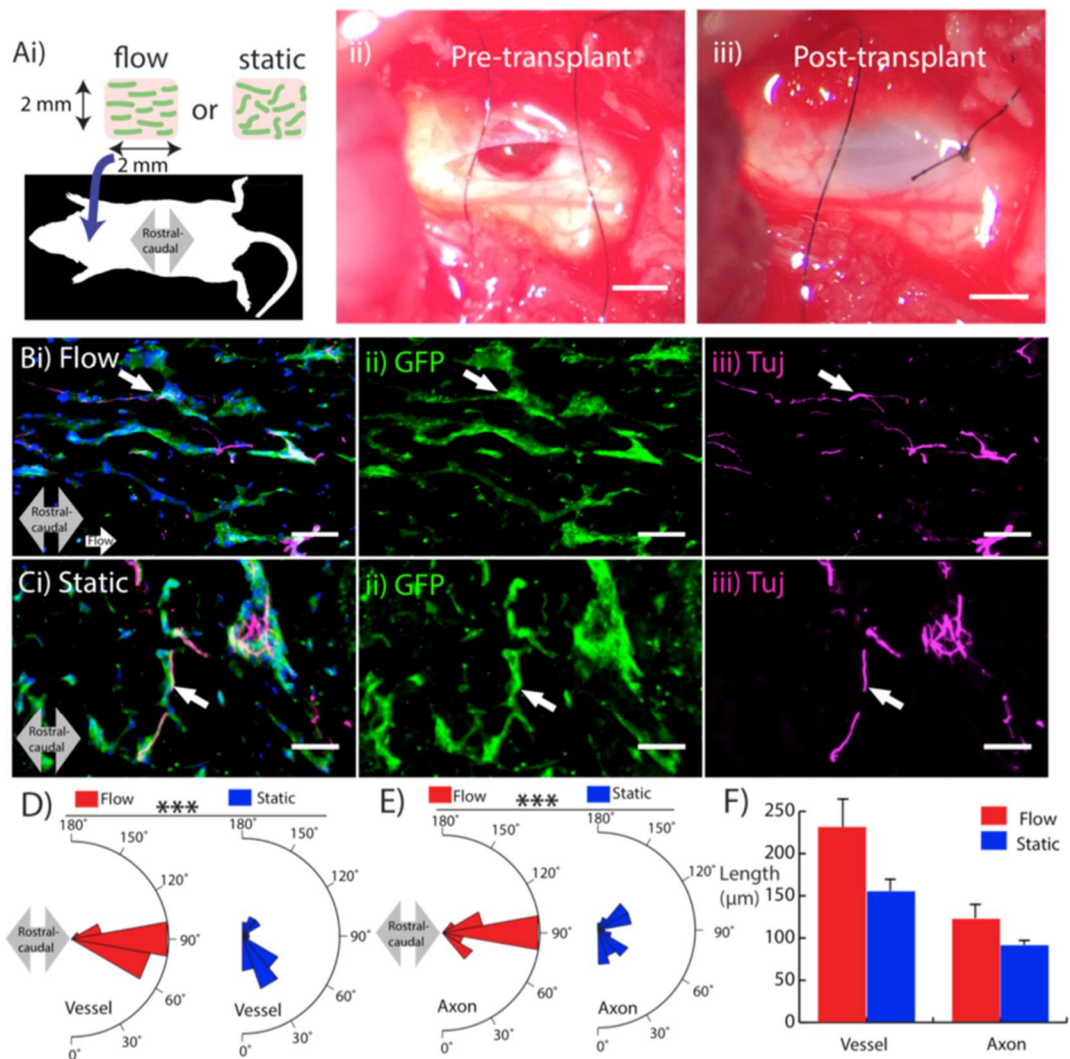 Ai)
flow
static
2 mm
or
2 mm
Rostral-
caudal
ii)
Pre-transplant
iii)
Post-transplant
Bi) Flow
Rostral-
caudal
Flow
ii) GFP
iii) Tuj
Ci) Static
Rostral-
caudal
ii) GFP
iii) Tuj
D)
Flow
***
Static
180°
150°
120°
90°
60°
30°
0°
Rostral-
caudal
Vessel
180°
150°
120°
90°
60°
30°
0°
Vessel
E)
Flow
***
Static
180°
150°
120°
90°
60°
30°
0°
Rostral-
caudal
Axon
180°
150°
120°
90°
60°
30°
0°
Axon
F)
250
200
150
100
50
0
Length
(µm)
Flow
Static
Vessel
Axon